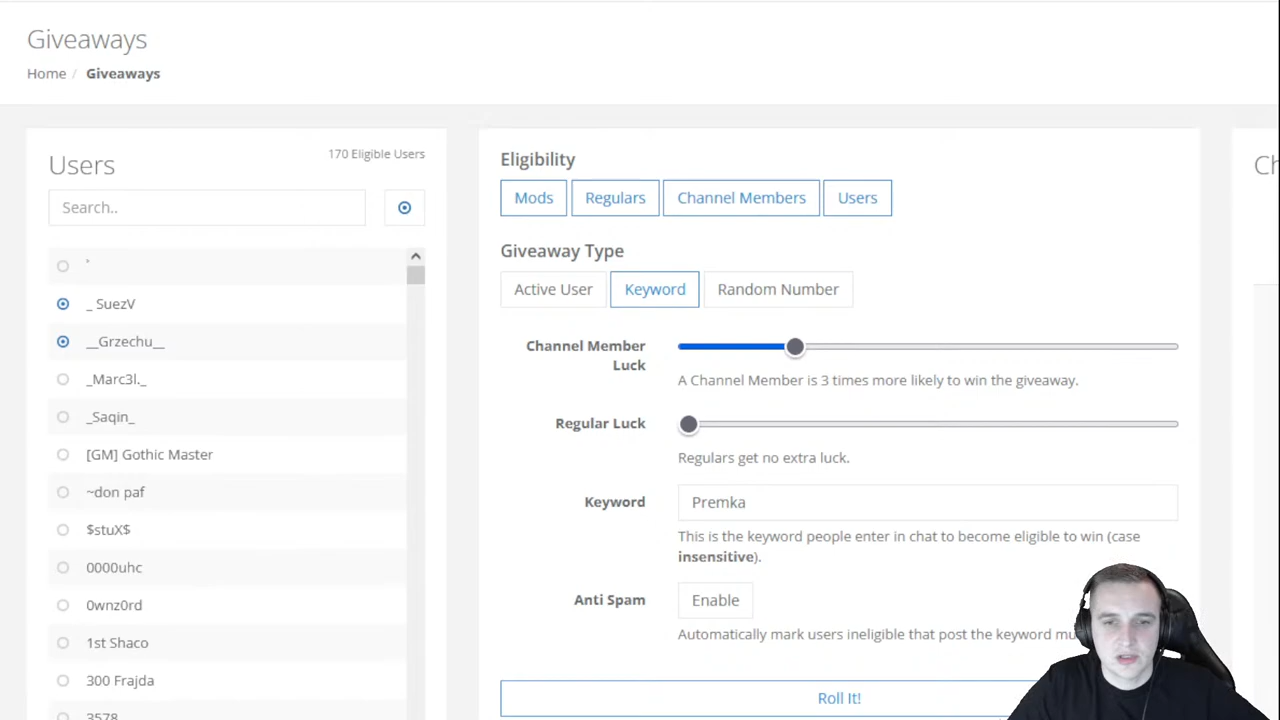 Giveaways
Home / Giveaways
Users
170 Eligible Users
Search..
`
_ SuezV
__Grzechu__
_Marc3l._
_Saqin_
[GM] Gothic Master
~don paf
$stuX$
0000uhc
0wnz0rd
1st Shaco
300 Frajda
3578
Eligibility
Mods Regulars Channel Members Users
Giveaway Type
Active User Keyword Random Number
Channel Member
Luck
A Channel Member is 3 times more likely to win the giveaway.
Regular Luck
Regulars get no extra luck.
Keyword
Premka
This is the keyword people enter in chat to become eligible to win (case
insensitive).
Anti Spam
Enable
Automatically mark users ineligible that post the keyword
Roll It!